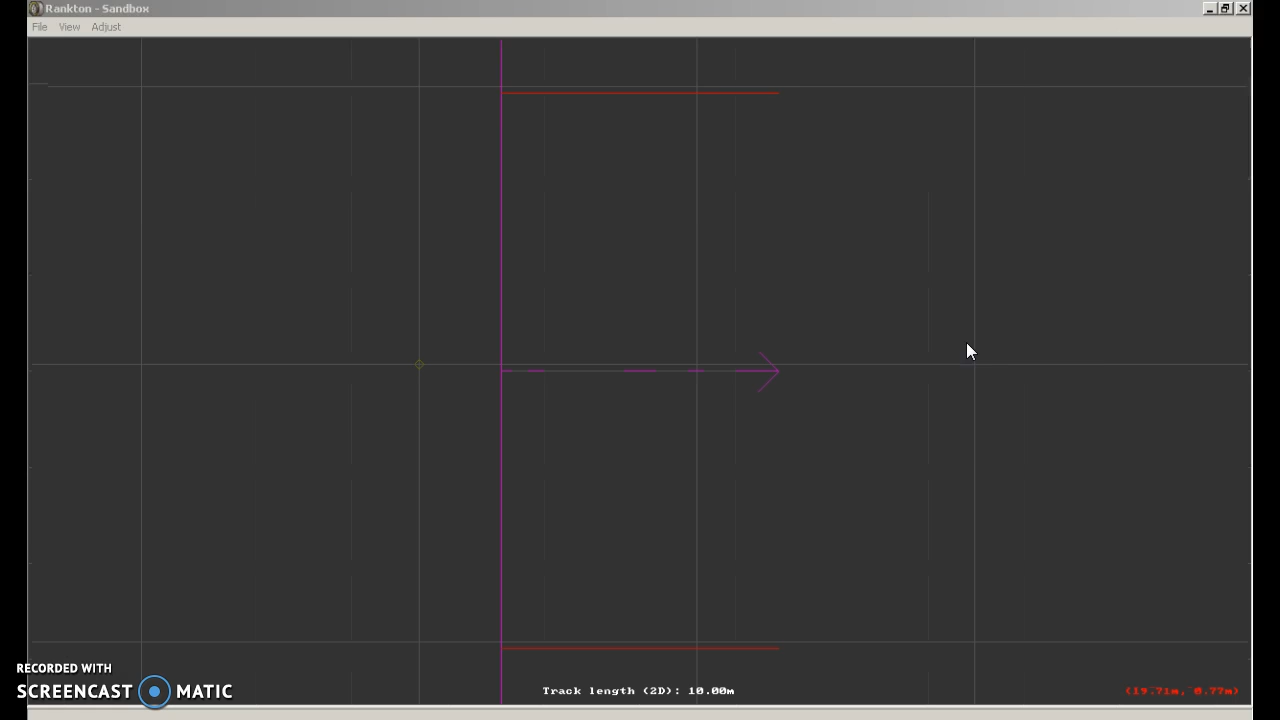 Rankton - Sandbox
File View Adjust
RECORDED WITH
SCREENCAST MATIC
Track length (2D): 10.00m